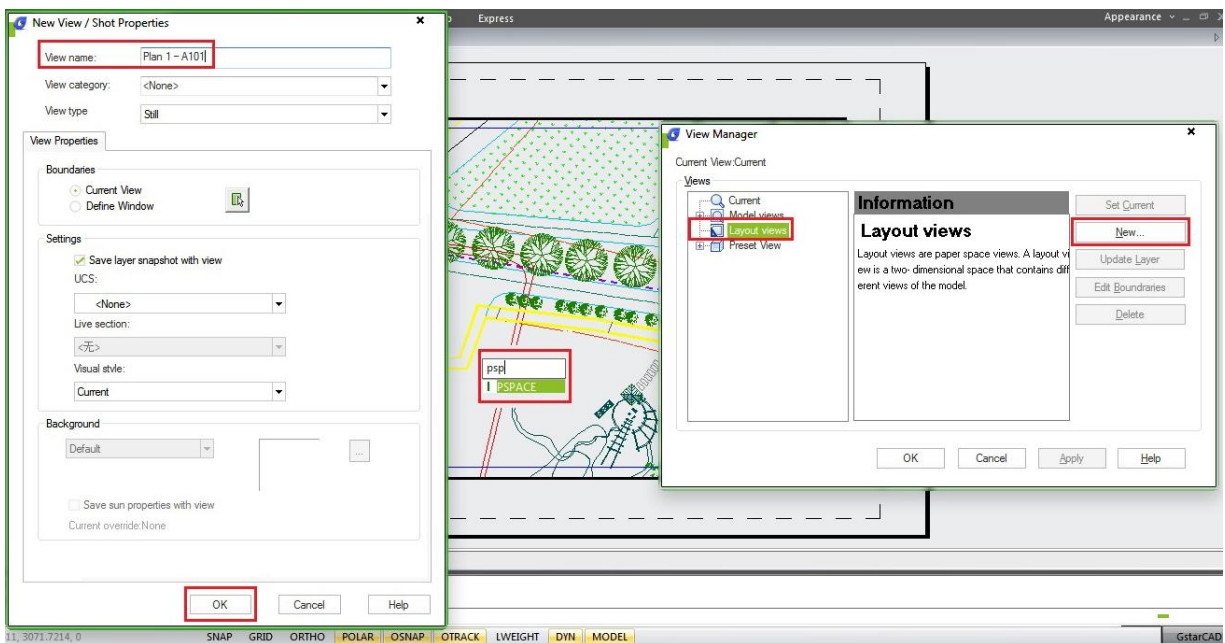 New View / Shot Properties
View name: Plan 1 – A101
View category: <None>
View type Still
View Properties
Boundaries
Current View
Define Window
Settings
Save layer snapshot with view
UCS:
<None>
Live section:
<无>
Visual style:
Current
Background
Default
...
Save sun properties with view
Current override:None
OK Cancel Help
Express
Appearance
psp
PSPACE
View Manager
Current View:Current
Views
Current
Model views
Layout views
Preset View
Information
Layout views
Layout views are paper space views. A layout vi
ew is a two- dimensional space that contains diff
erent views of the model.
Set Current
New...
Update Layer
Edit Boundaries
Delete
OK Cancel Apply Help
11, 3071.7214, 0 SNAP GRID ORTHO POLAR OSNAP OTRACK LWEIGHT DYN MODEL GstarCAD